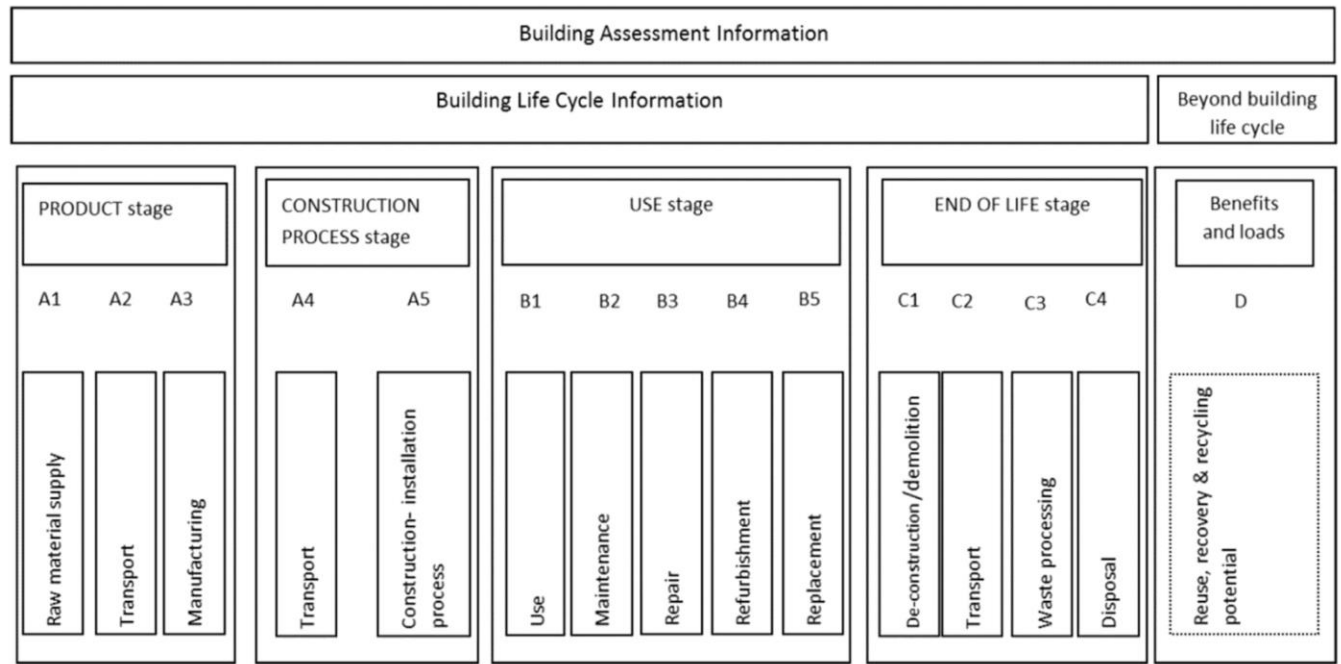 Building Assessment Information
Building Life Cycle Information
Beyond building
life cycle
PRODUCT stage
CONSTRUCTION
PROCESS stage
USE stage
END OF LIFE stage
Benefits
and loads
A1 A2 A3 A4 A5 B1 B2 B3 B4 B5 C1 C2 C3 C4 D
Raw material supply
Transport
Manufacturing
Transport
Construction- installation
process
Use
Maintenance
Repair
Refurbishment
Replacement
De-construction /demolition
Transport
Waste processing
Disposal
Reuse, recovery & recycling
potential